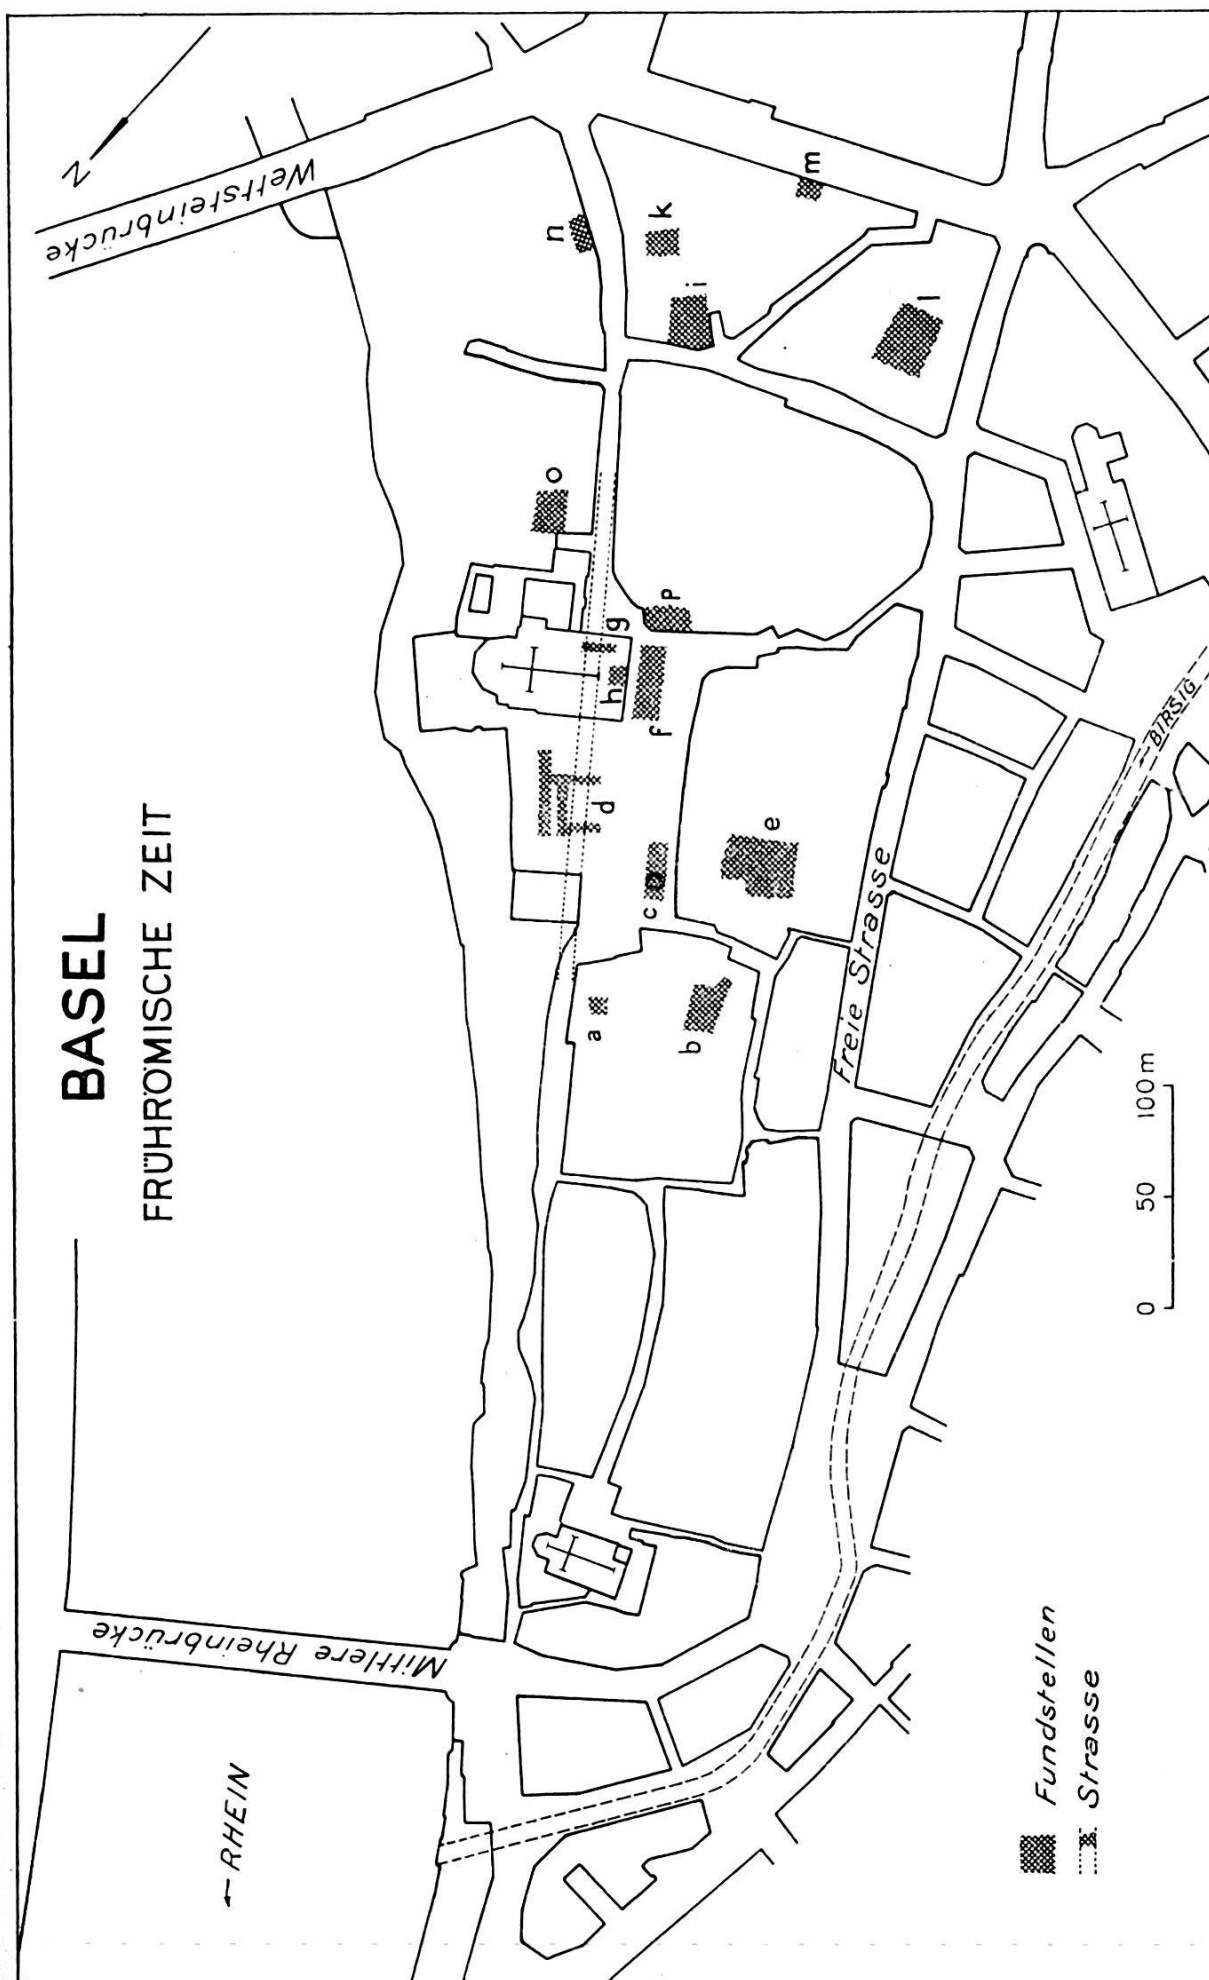 BASEL
FRÜHRÖMISCHE ZEIT
N
Wettsteinbrücke
Mittlere Rheinbrücke
← RHEIN
Freie Strasse
← BIRSIG
a
b
c
d
e
f
g
h
i
k
l
m
n
o
p
0 50 100 m
Fundstellen
Strasse